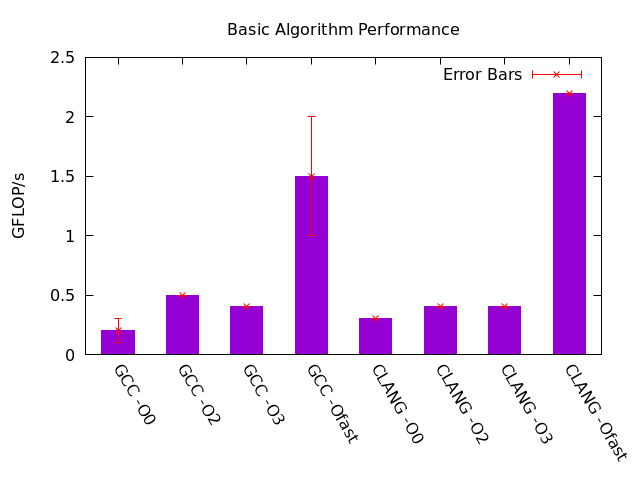 Basic Algorithm Performance
2.5
Error Bars
2
1.5
GFLOP/s
1
0.5
0
GCC -O0
GCC -O2
GCC -O3
GCC -Ofast
CLANG -O0
CLANG -O2
CLANG -O3
CLANG -Ofast